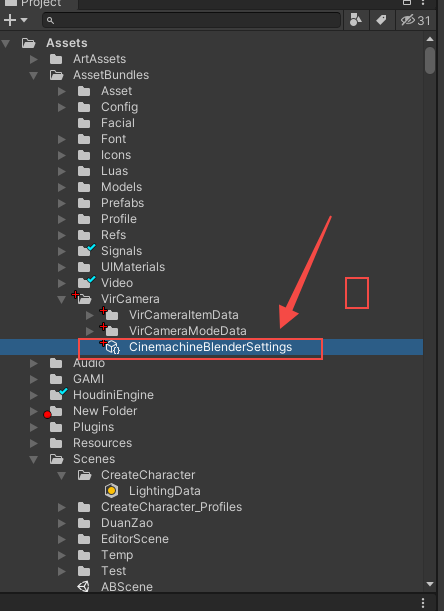 Project
31
Assets
ArtAssets
AssetBundles
Asset
Config
Facial
Font
Icons
Luas
Models
Prefabs
Profile
Refs
Signals
UIMaterials
Video
VirCamera
VirCameraItemData
VirCameraModeData
CinemachineBlenderSettings
Audio
GAMI
HoudiniEngine
New Folder
Plugins
Resources
Scenes
CreateCharacter
LightingData
CreateCharacter_Profiles
DuanZao
EditorScene
Temp
Test
ABScene